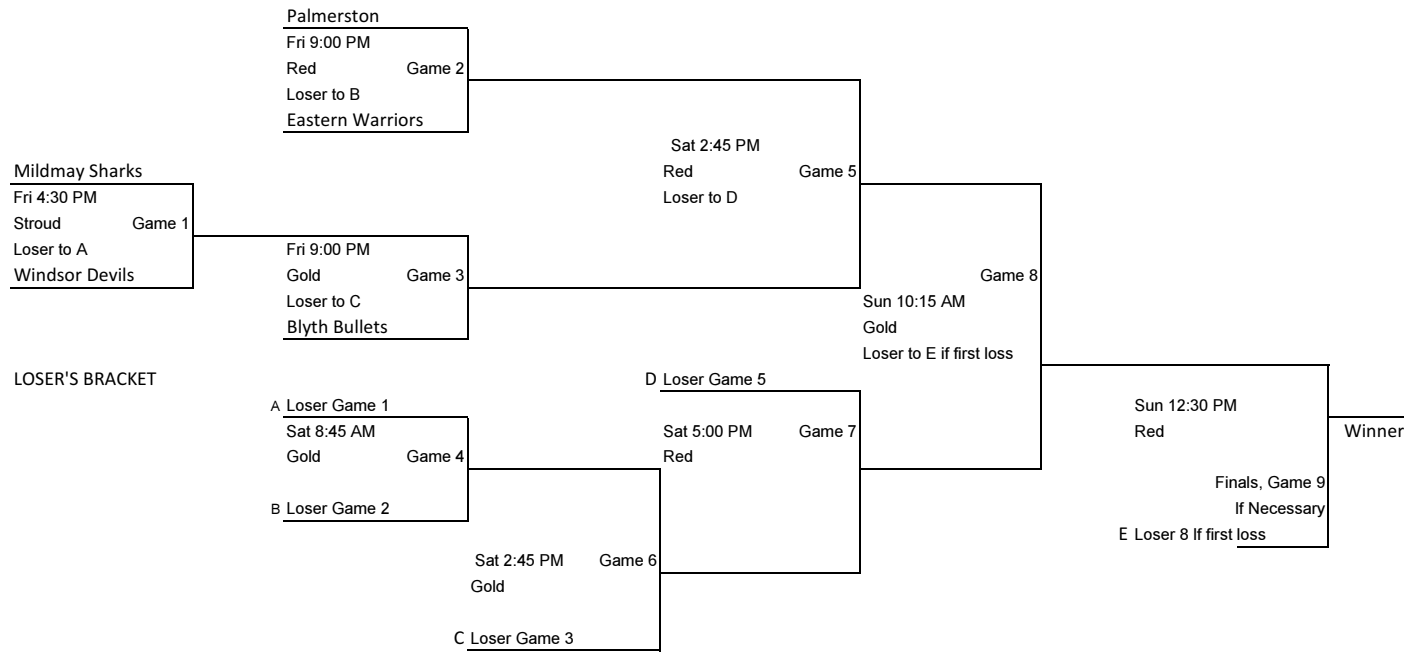 Palmerston
Fri 9:00 PM
Red Game 2
Loser to B
Eastern Warriors
Sat 2:45 PM
Mildmay Sharks
Red Game 5
Fri 4:30 PM
Loser to D
Stroud Game 1
Loser to A
Fri 9:00 PM
Windsor Devils
Gold Game 3
Game 8
Loser to C
Sun 10:15 AM
Blyth Bullets
Gold
Loser to E if first loss
LOSER'S BRACKET
D Loser Game 5
A Loser Game 1
Sun 12:30 PM
Sat 8:45 AM
Sat 5:00 PM Game 7
Red
Winner
Gold Game 4
Red
Finals, Game 9
B Loser Game 2
If Necessary
E Loser 8 If first loss
Sat 2:45 PM Game 6
Gold
C Loser Game 3